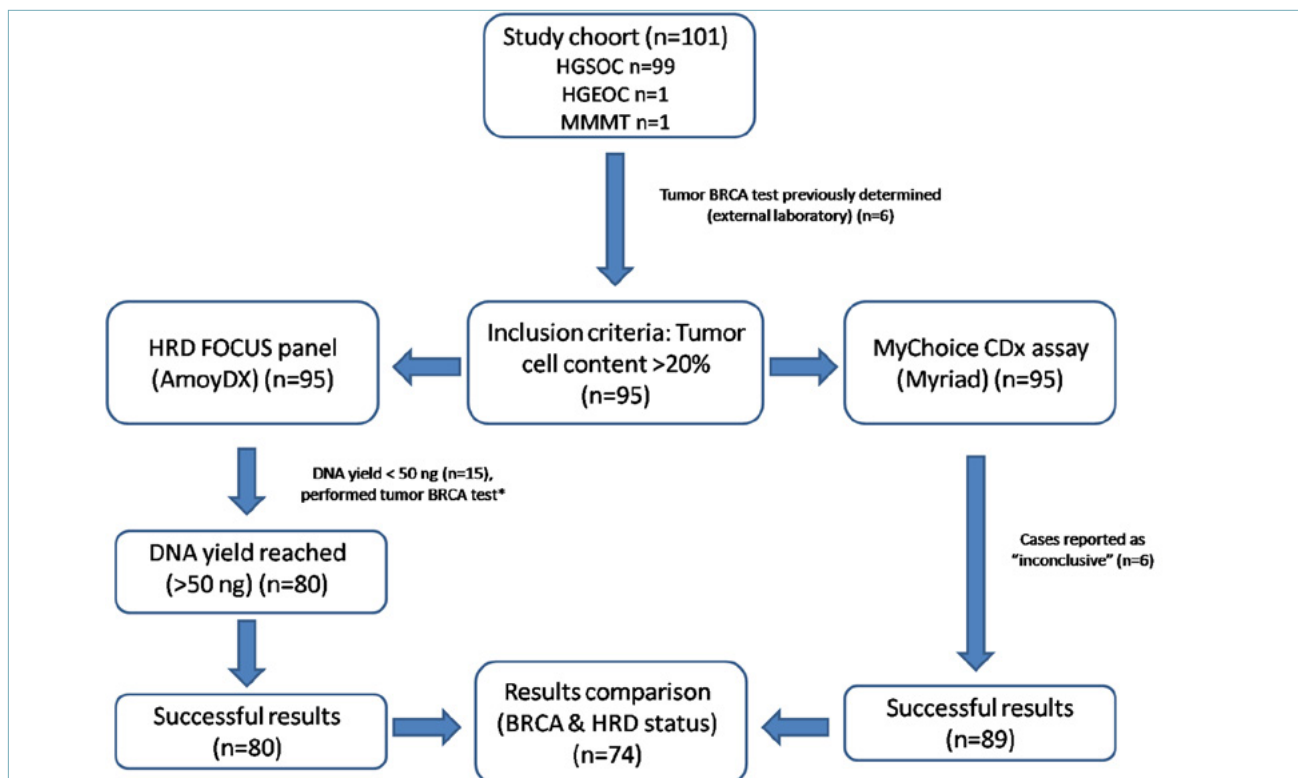 Study choort (n=101)
HGSOC n=99
HGEOC n=1
MMMT n=1
Tumor BRCA test previously determined
(external laboratory) (n=6)
HRD FOCUS panel
(AmoyDX) (n=95)
Inclusion criteria: Tumor
cell content >20%
(n=95)
MyChoice CDx assay
(Myriad) (n=95)
DNA yield < 50 ng (n=15),
performed tumor BRCA test*
DNA yield reached
(>50 ng) (n=80)
Cases reported as
“inconclusive” (n=6)
Successful results
(n=80)
Results comparison
(BRCA & HRD status)
(n=74)
Successful results
(n=89)